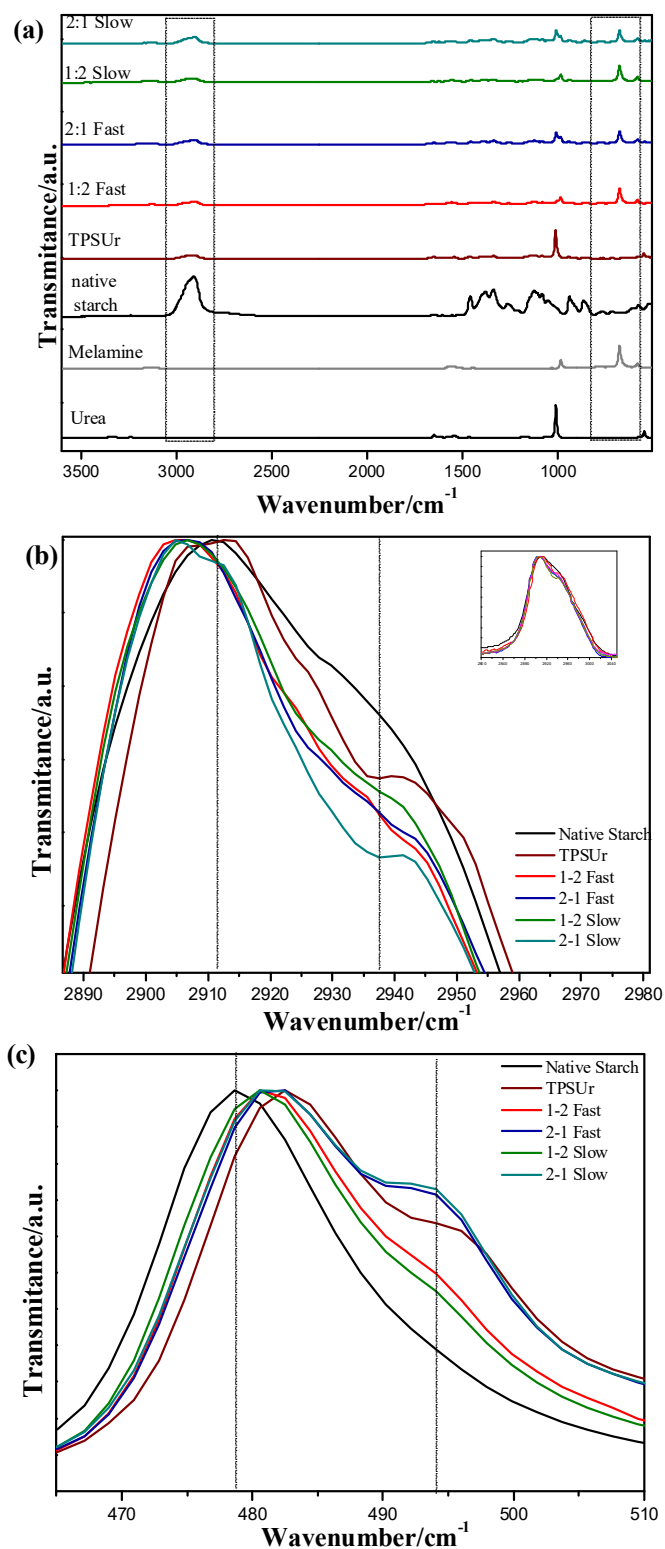 (a)
2:1 Slow
1:2 Slow
2:1 Fast
1:2 Fast
TPSUr
native
starch
Melamine
Urea
Transmitance/a.u.
3500 3000 2500 2000 1500 1000
Wavenumber/cm-1
(b)
Transmitance/a.u.
Native Starch
TPSUr
1-2 Fast
2-1 Fast
1-2 Slow
2-1 Slow
2890 2900 2910 2920 2930 2940 2950 2960 2970 2980
Wavenumber/cm-1
(c)
Transmitance/a.u.
Native Starch
TPSUr
1-2 Fast
2-1 Fast
1-2 Slow
2-1 Slow
470 480 490 500 510
Wavenumber/cm-1